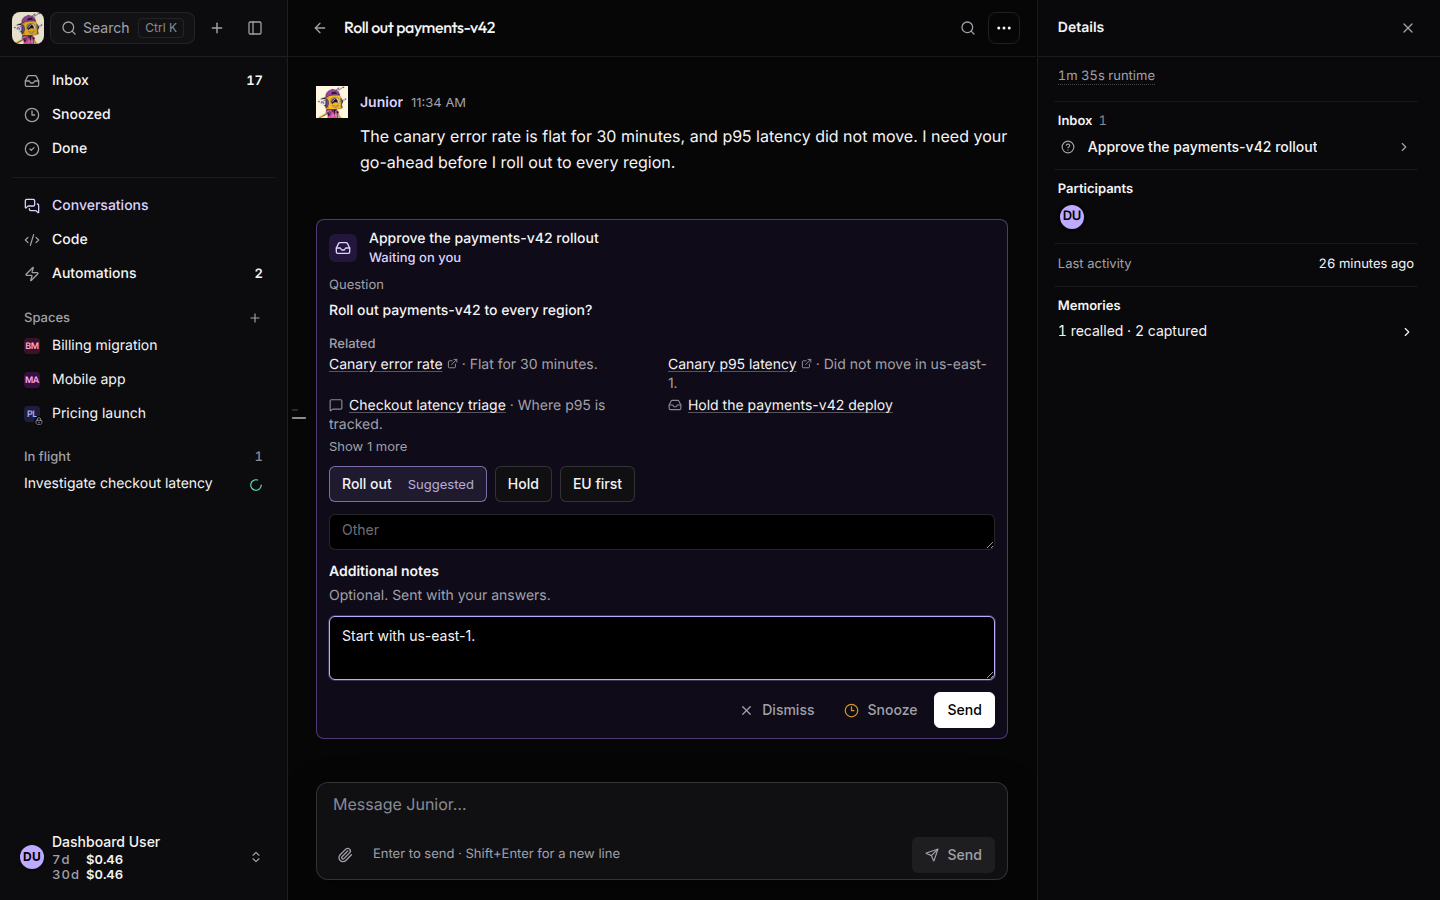 Search Ctrl K
Inbox 17
Snoozed
Done
Conversations
Code
Automations 2
Spaces
BM Billing migration
MA Mobile app
PL Pricing launch
In flight 1
Investigate checkout latency
DU Dashboard User
7d $0.46
30d $0.46
Roll out payments-v42
Junior 11:34 AM
The canary error rate is flat for 30 minutes, and p95 latency did not move. I need your
go-ahead before I roll out to every region.
Approve the payments-v42 rollout
Waiting on you
Question
Roll out payments-v42 to every region?
Related
Canary error rate · Flat for 30 minutes.
Canary p95 latency · Did not move in us-east-
1.
Checkout latency triage · Where p95 is
tracked.
Hold the payments-v42 deploy
Show 1 more
Roll out Suggested Hold EU first
Other
Additional notes
Optional. Sent with your answers.
Start with us-east-1.
Dismiss Snooze Send
Message Junior...
Enter to send · Shift+Enter for a new line Send
Details
1m 35s runtime
Inbox 1
Approve the payments-v42 rollout
Participants
DU
Last activity 26 minutes ago
Memories
1 recalled · 2 captured